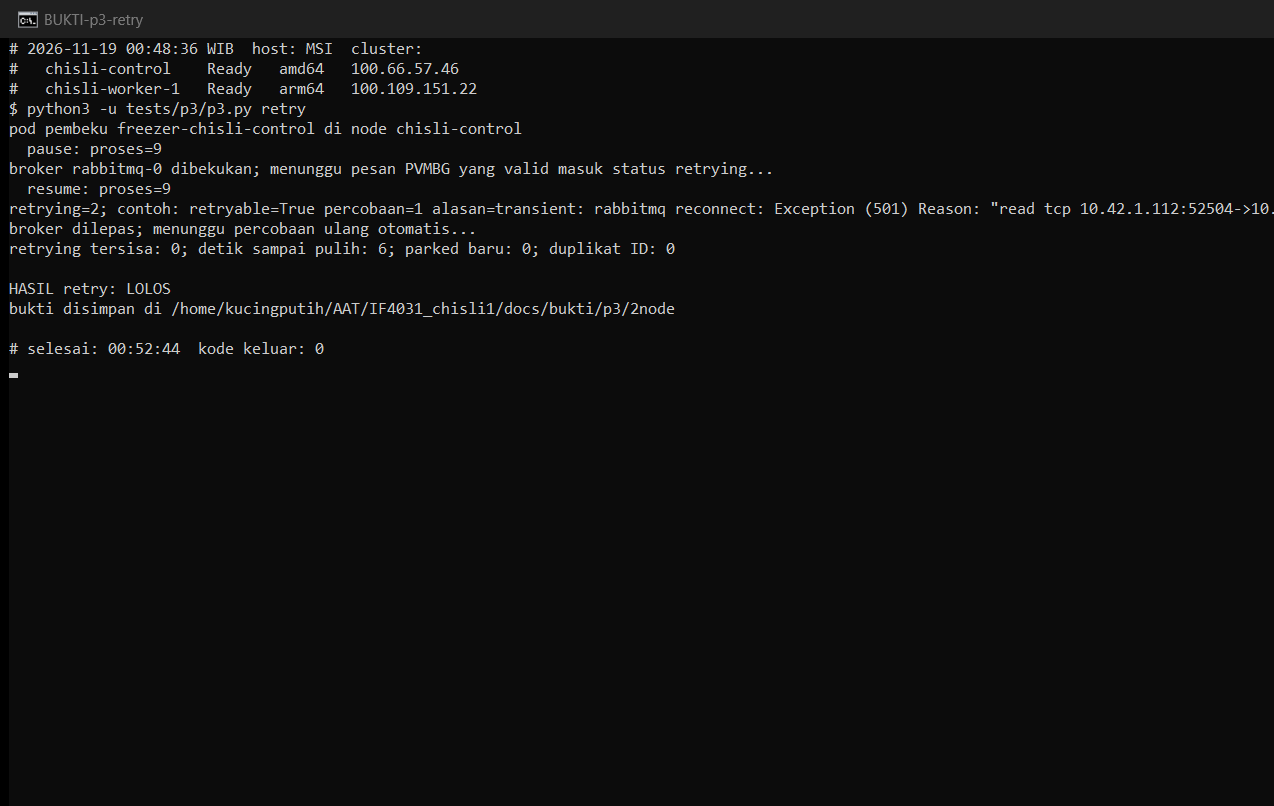 BUKTI-p3-retry
# 2026-11-19 00:48:36 WIB  host: MSI  cluster:
#   chisli-control    Ready   amd64   100.66.57.46
#   chisli-worker-1   Ready   arm64   100.109.151.22
$ python3 -u tests/p3/p3.py retry
pod pembeku freezer-chisli-control di node chisli-control
  pause: proses=9
broker rabbitmq-0 dibekukan; menunggu pesan PVMBG yang valid masuk status retrying...
  resume: proses=9
retrying=2; contoh: retryable=True percobaan=1 alasan=transient: rabbitmq reconnect: Exception (501) Reason: "read tcp 10.42.1.112:52504->10.
broker dilepas; menunggu percobaan ulang otomatis...
retrying tersisa: 0; detik sampai pulih: 6; parked baru: 0; duplikat ID: 0
HASIL retry: LOLOS
bukti disimpan di /home/kucingputih/AAT/IF4031_chisli1/docs/bukti/p3/2node
# selesai: 00:52:44  kode keluar: 0